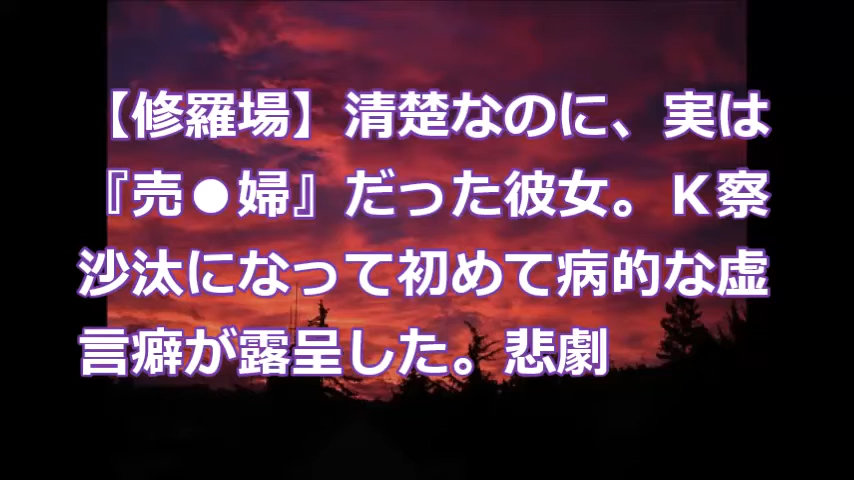 【修羅場】清楚なのに、実は
『売●婦』だった彼女。Ｋ察
沙汰になって初めて病的な虚
言癖が露呈した。悲劇